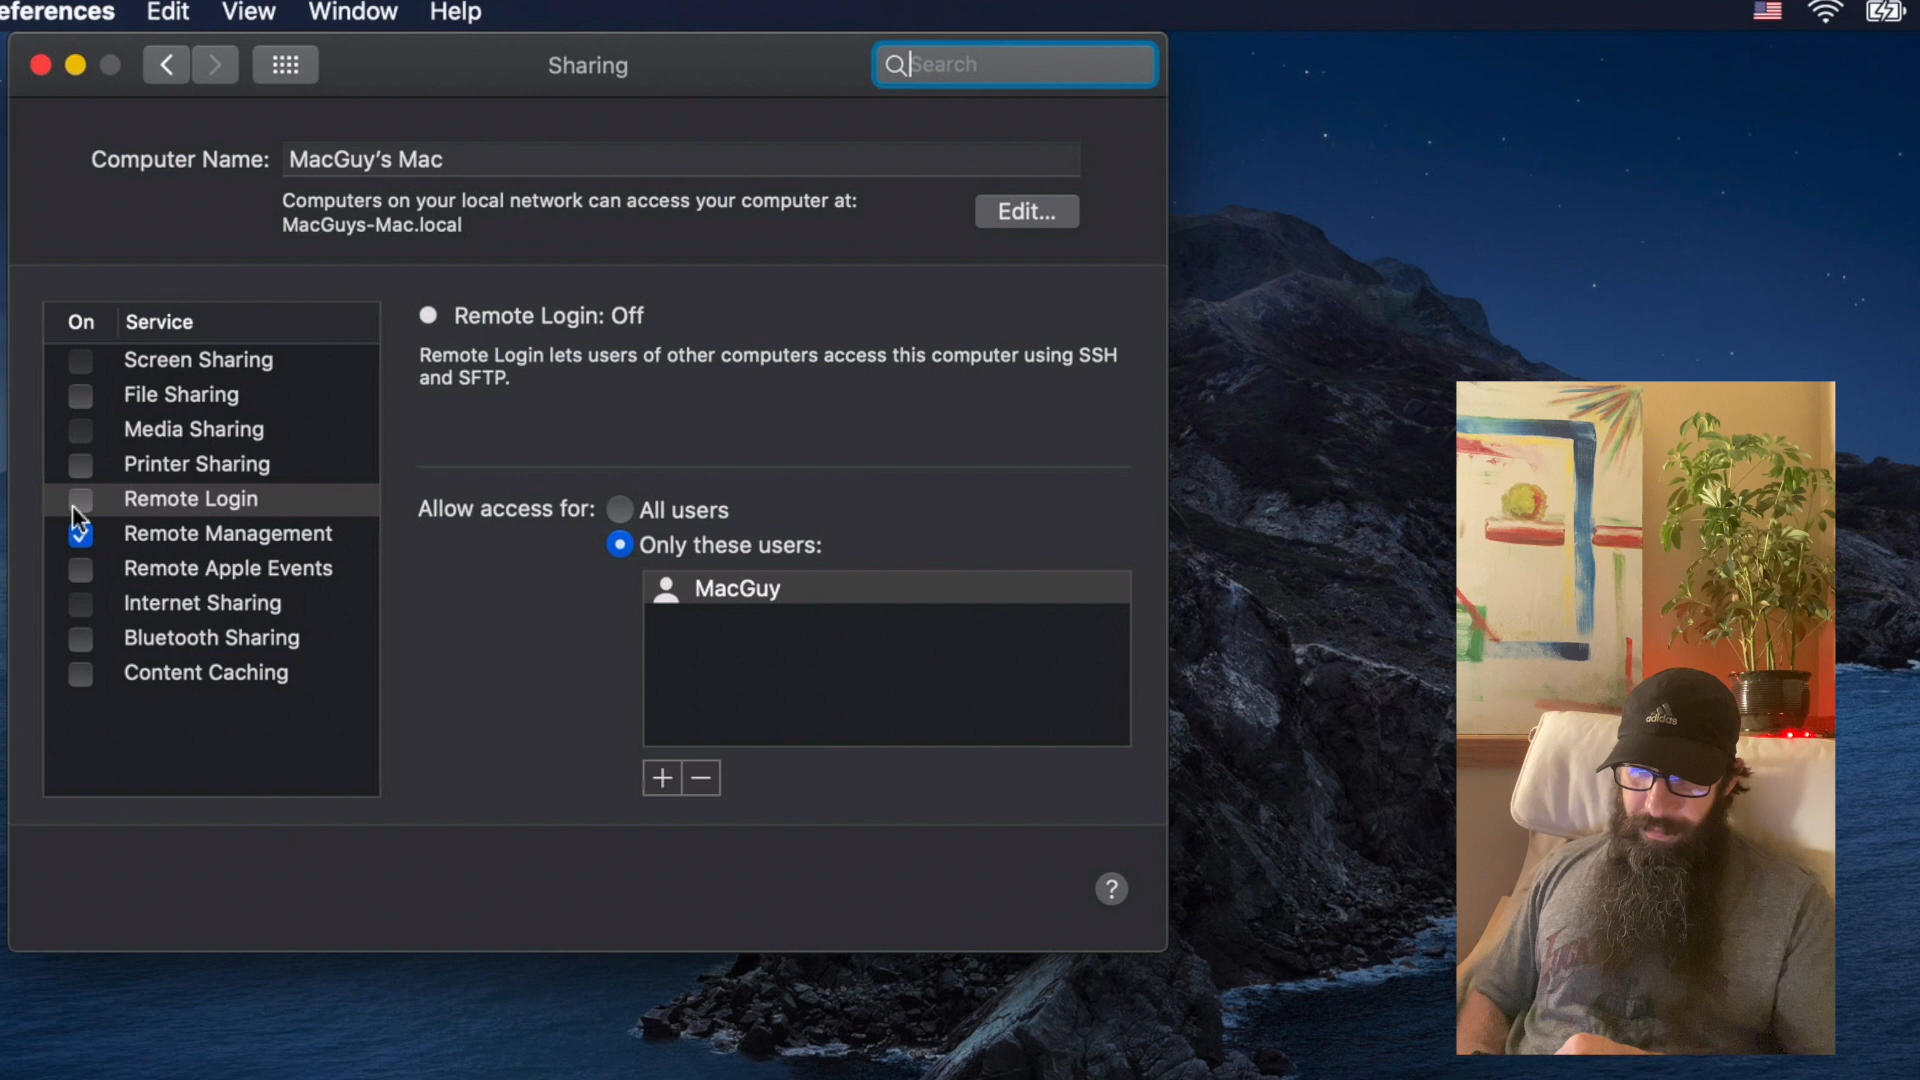 eferences Edit View Window Help
Sharing
Search
Computer Name: MacGuy's Mac
Computers on your local network can access your computer at:
MacGuys-Mac.local
Edit...
On Service
Screen Sharing
File Sharing
Media Sharing
Printer Sharing
Remote Login
Remote Management
Remote Apple Events
Internet Sharing
Bluetooth Sharing
Content Caching
Remote Login: Off
Remote Login lets users of other computers access this computer using SSH
and SFTP.
Allow access for: All users
Only these users:
MacGuy
+ −
?
adidas